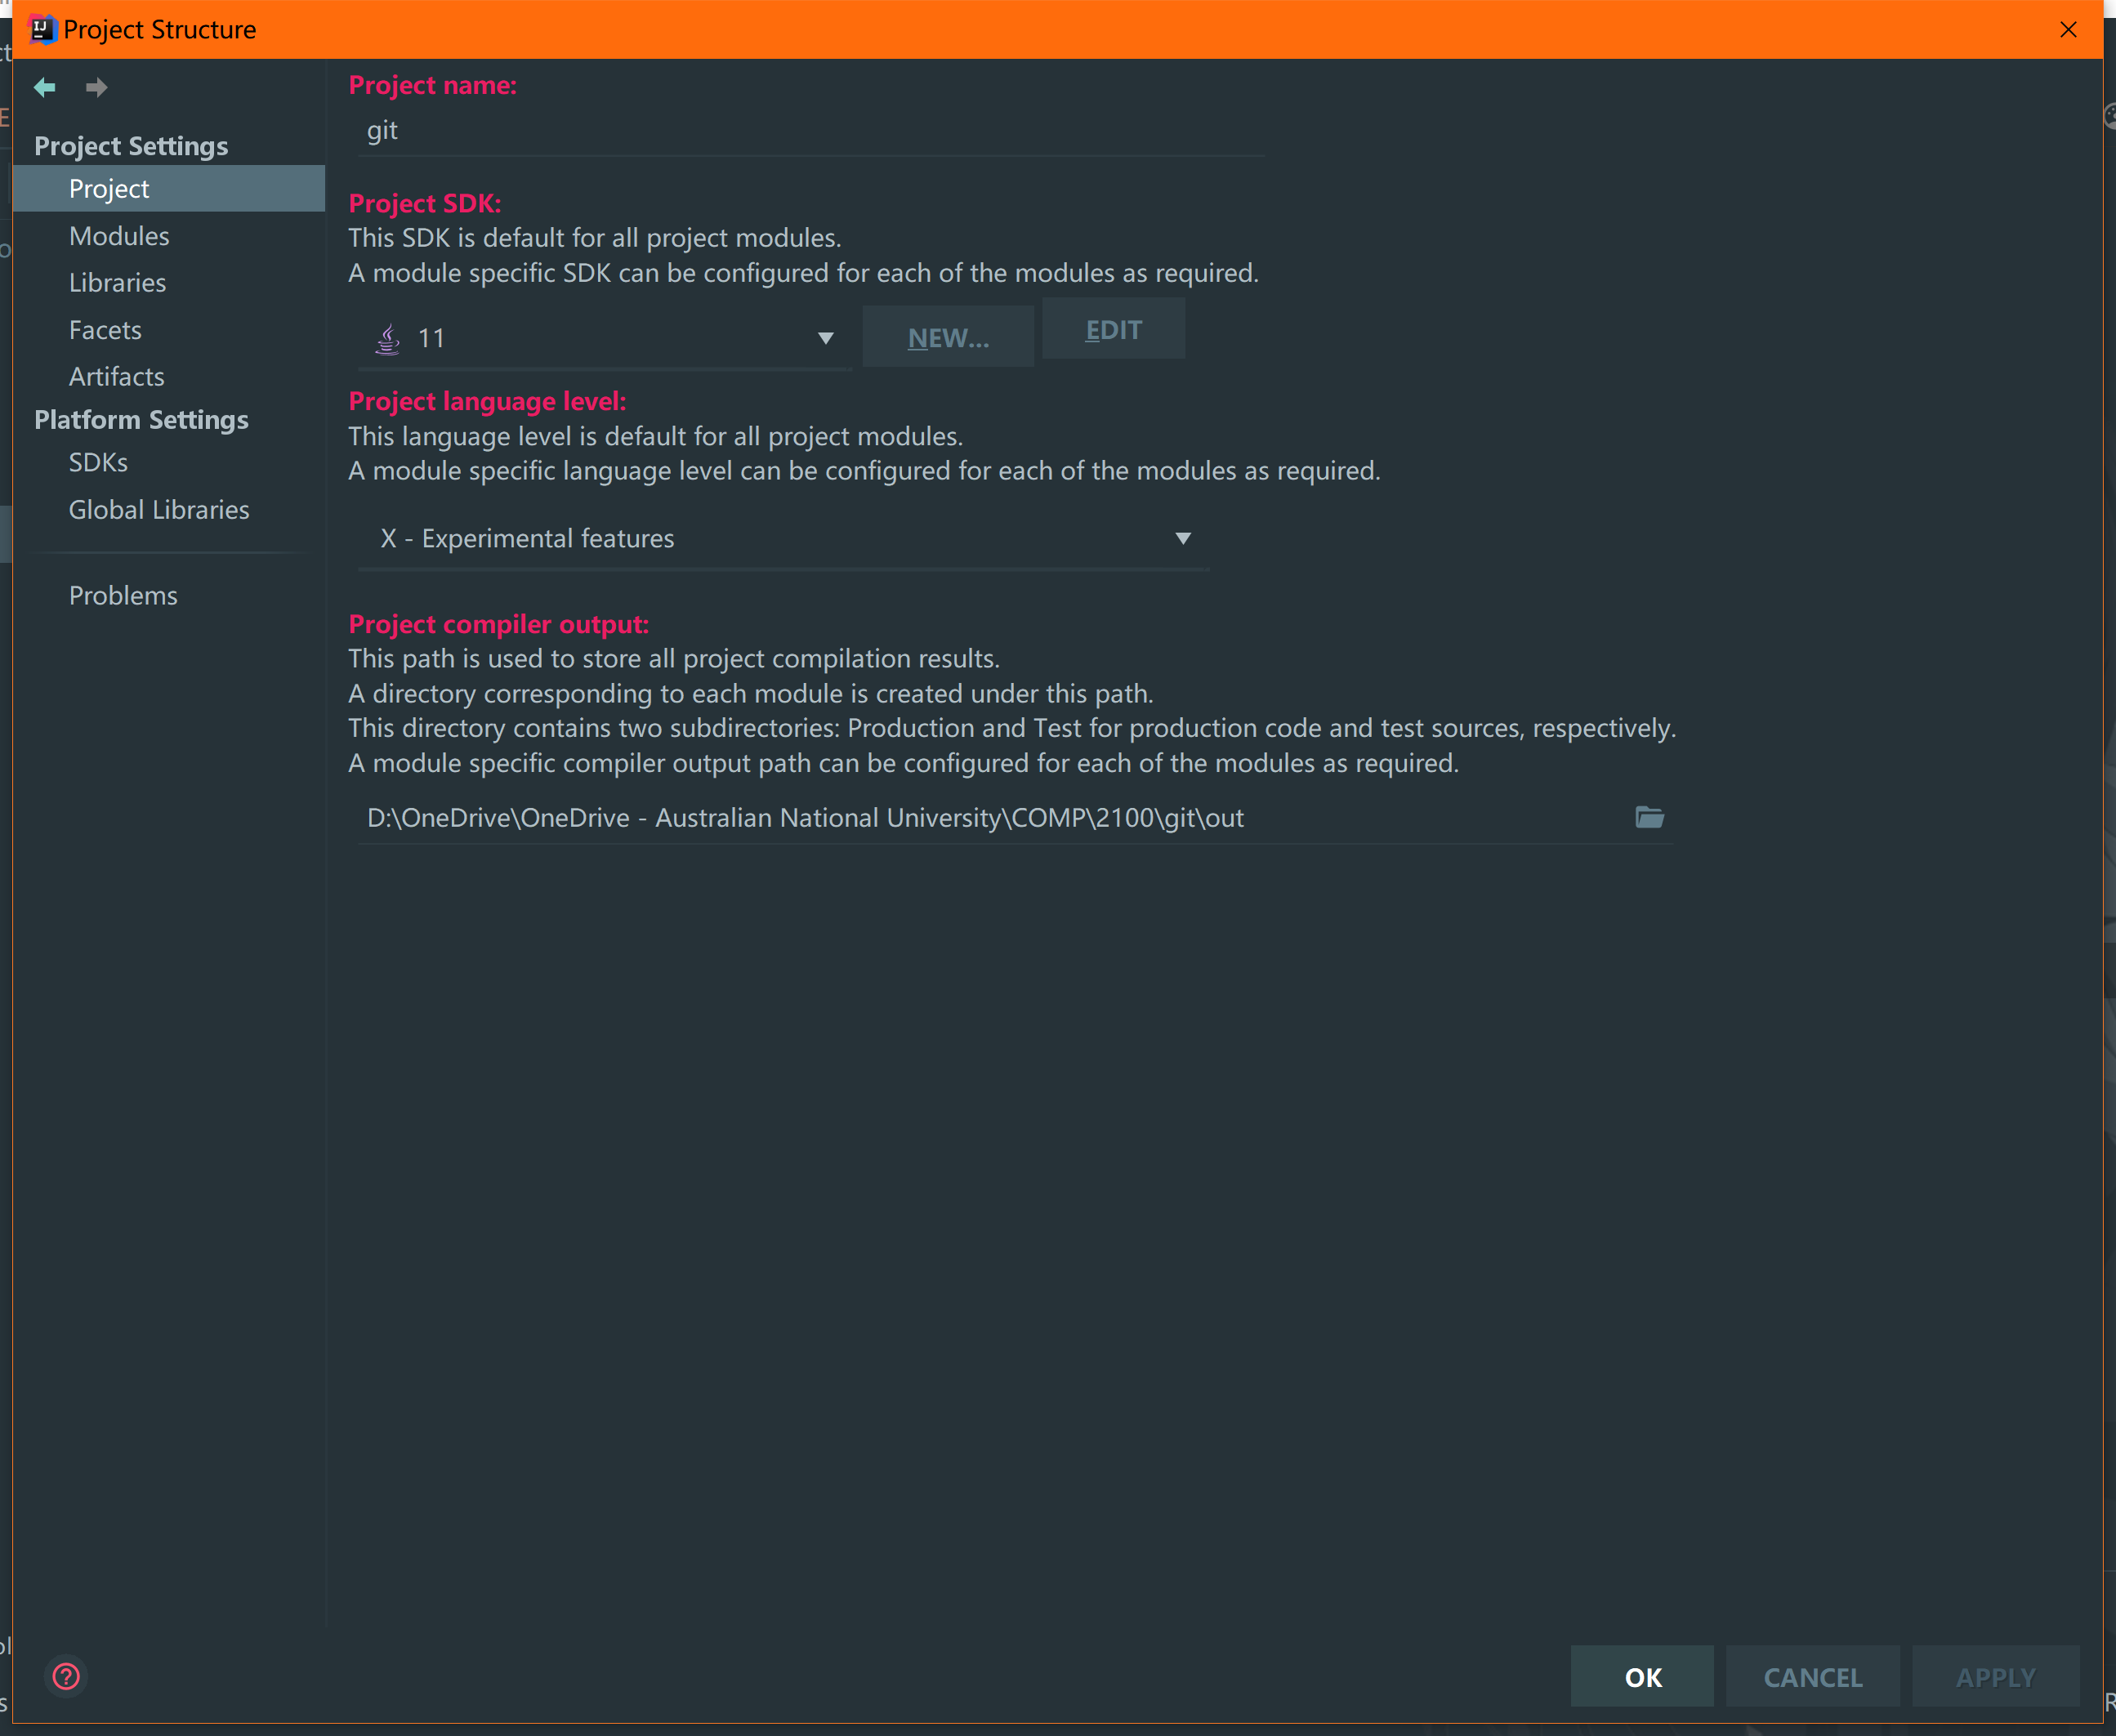 Project Structure
Project Settings
Project
Modules
Libraries
Facets
Artifacts
Platform Settings
SDKs
Global Libraries
Problems
Project name:
git
Project SDK:
This SDK is default for all project modules.
A module specific SDK can be configured for each of the modules as required.
11
NEW...
EDIT
Project language level:
This language level is default for all project modules.
A module specific language level can be configured for each of the modules as required.
X - Experimental features
Project compiler output:
This path is used to store all project compilation results.
A directory corresponding to each module is created under this path.
This directory contains two subdirectories: Production and Test for production code and test sources, respectively.
A module specific compiler output path can be configured for each of the modules as required.
D:\OneDrive\OneDrive - Australian National University\COMP\2100\git\out
OK
CANCEL
APPLY